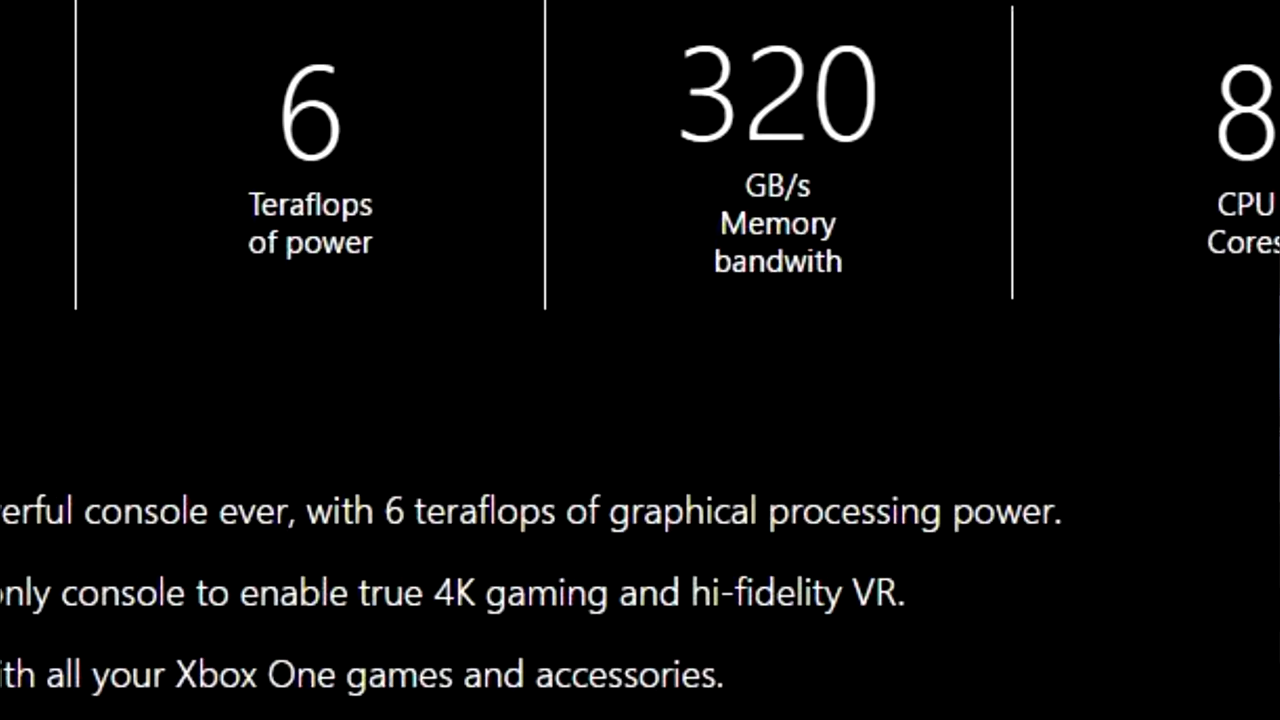 6
Teraflops
of power
320
GB/s
Memory
bandwith
8
CPU
Cores
erful console ever, with 6 teraflops of graphical processing power.
only console to enable true 4K gaming and hi-fidelity VR.
ith all your Xbox One games and accessories.